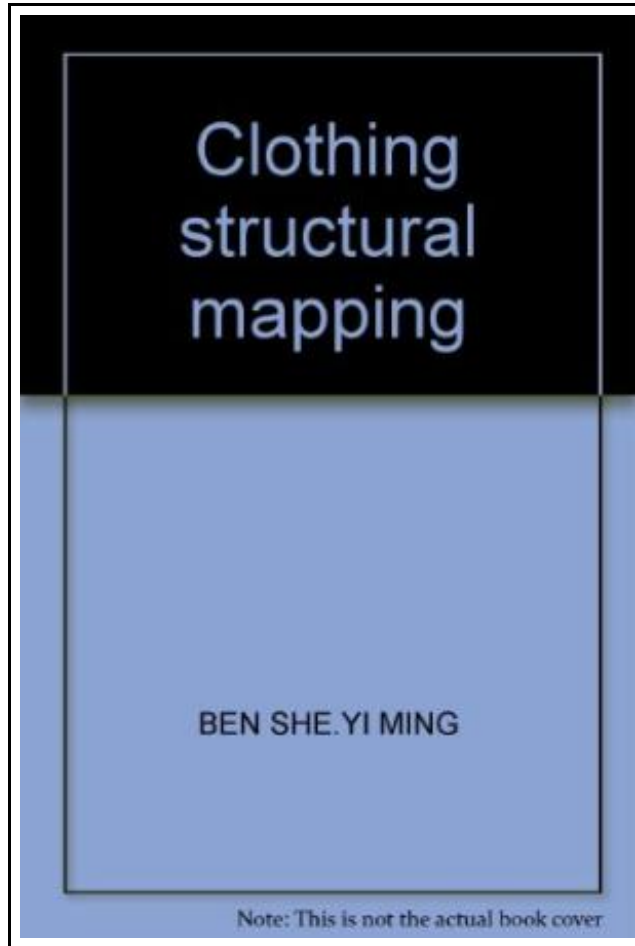 Clothing
structural
mapping
BEN SHE.YI MING
Note: This is not the actual book cover